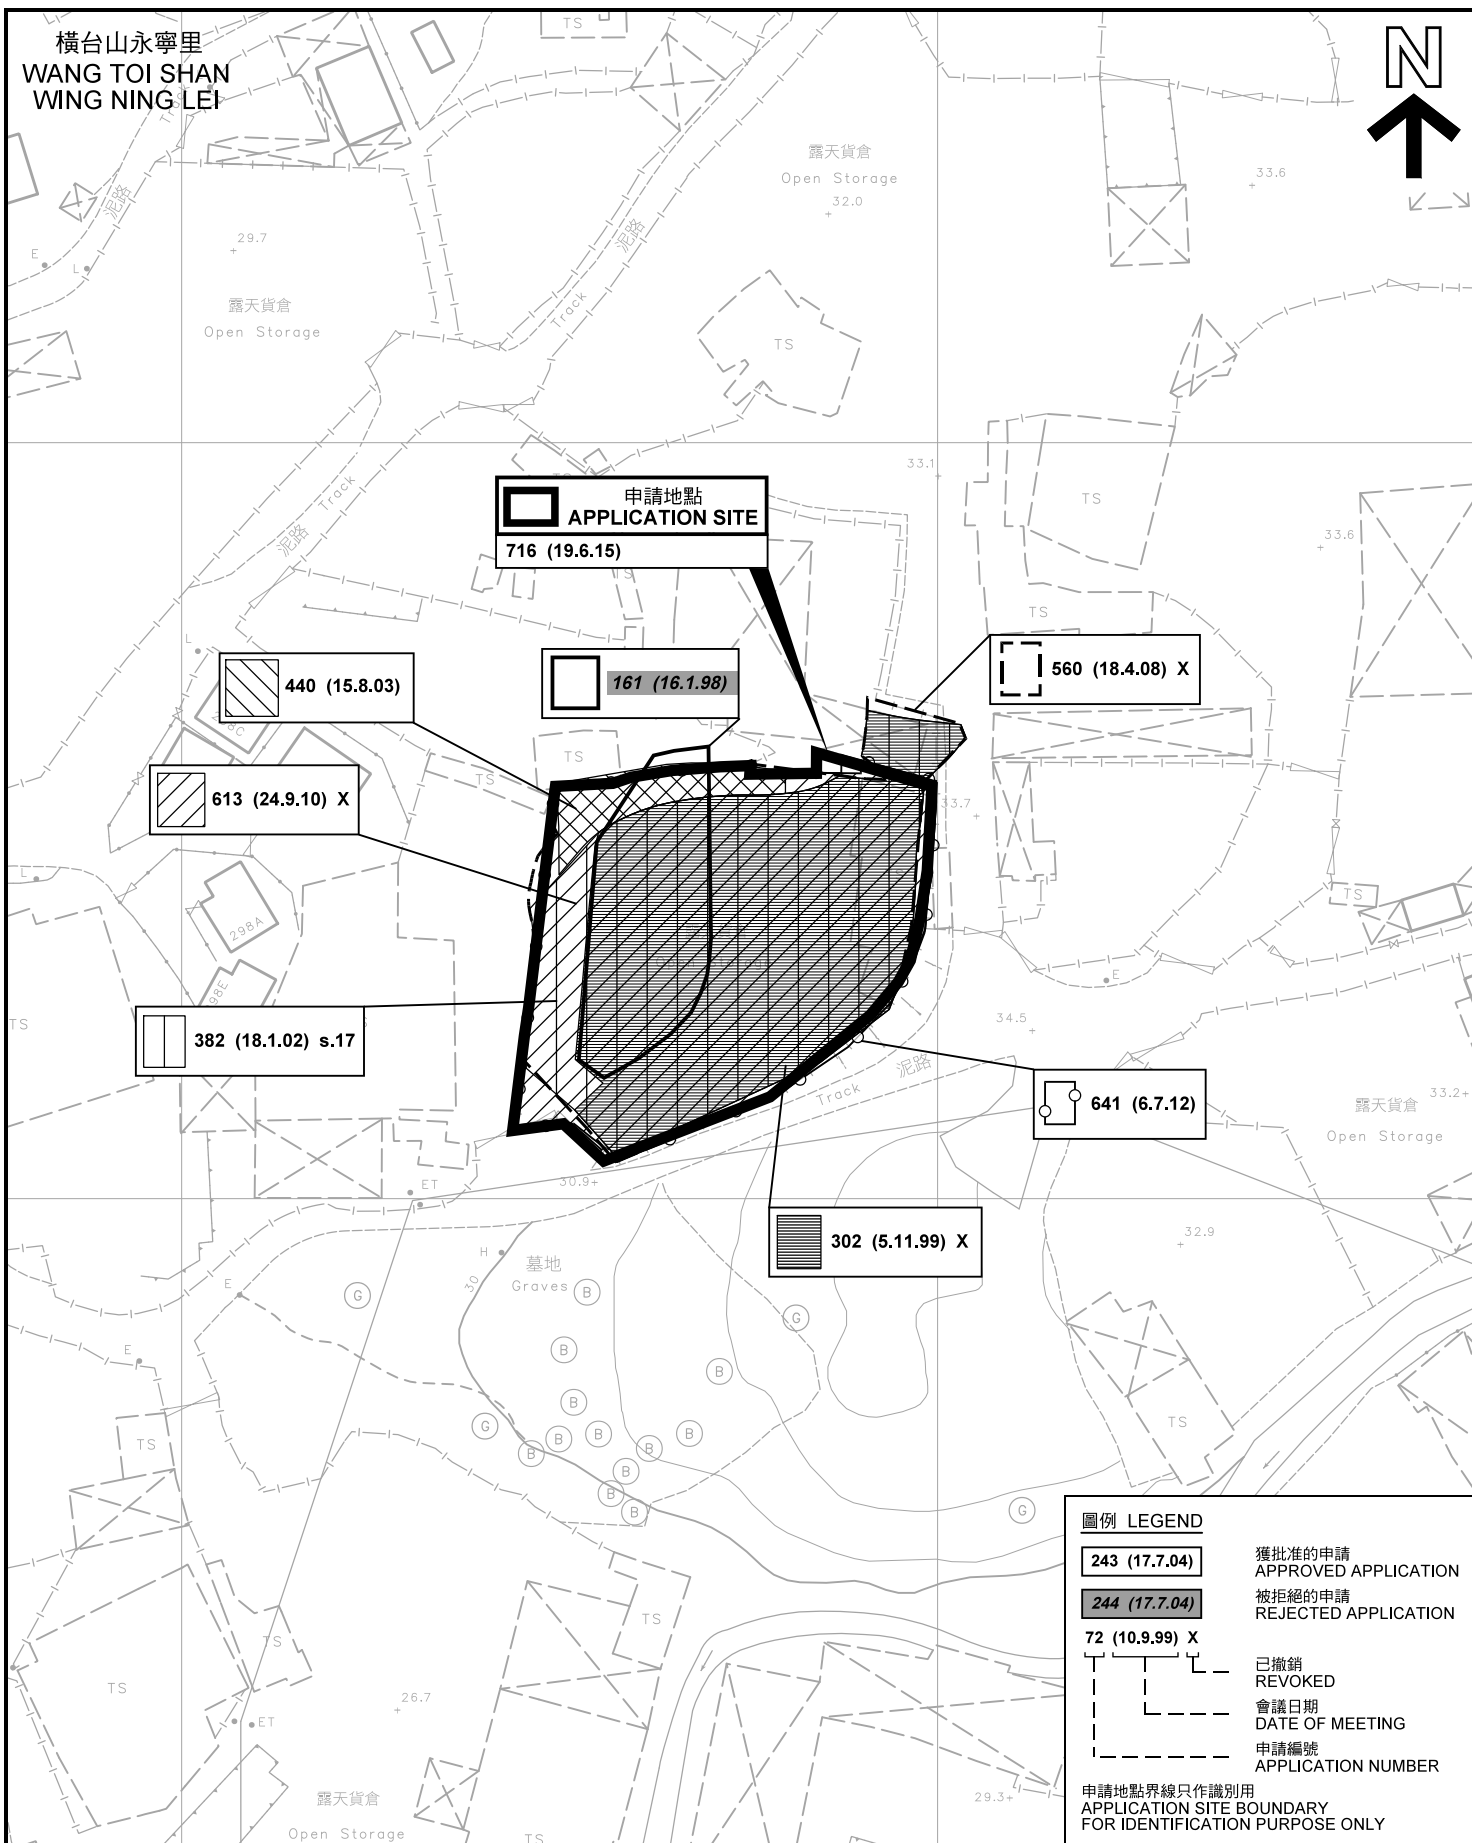 橫台山永寧里
WANG TOI SHAN
WING NING LEI
N
TS
Track
泥路
露天貨倉
Open Storage
32.0
33.6
29.7
E
L
露天貨倉
Open Storage
泥路
Track
TS
33.1
TS
TS
33.6
泥路 Track
申請地點
APPLICATION SITE
716 (19.6.15)
TS
TS
L
440 (15.8.03)
161 (16.1.98)
560 (18.4.08) X
TS
TS
613 (24.9.10) X
33.7
L
298A
TS
E
TS
382 (18.1.02) s.17
34.5
泥路
Track
641 (6.7.12)
露天貨倉
Open Storage
33.2
30.9
ET
302 (5.11.99) X
32.9
H
30
墓地
Graves
E
G
B
G
B
E
B
B
G
B
B
B
B
B
B
B
B
G
TS
TS
TS
TS
TS
26.7
ET
29.3
露天貨倉
Open Storage
TS
圖例 LEGEND
243 (17.7.04)
獲批准的申請
APPROVED APPLICATION
244 (17.7.04)
被拒絕的申請
REJECTED APPLICATION
72 (10.9.99) X
已撤銷
REVOKED
會議日期
DATE OF MEETING
申請編號
APPLICATION NUMBER
申請地點界線只作識別用
APPLICATION SITE BOUNDARY
FOR IDENTIFICATION PURPOSE ONLY